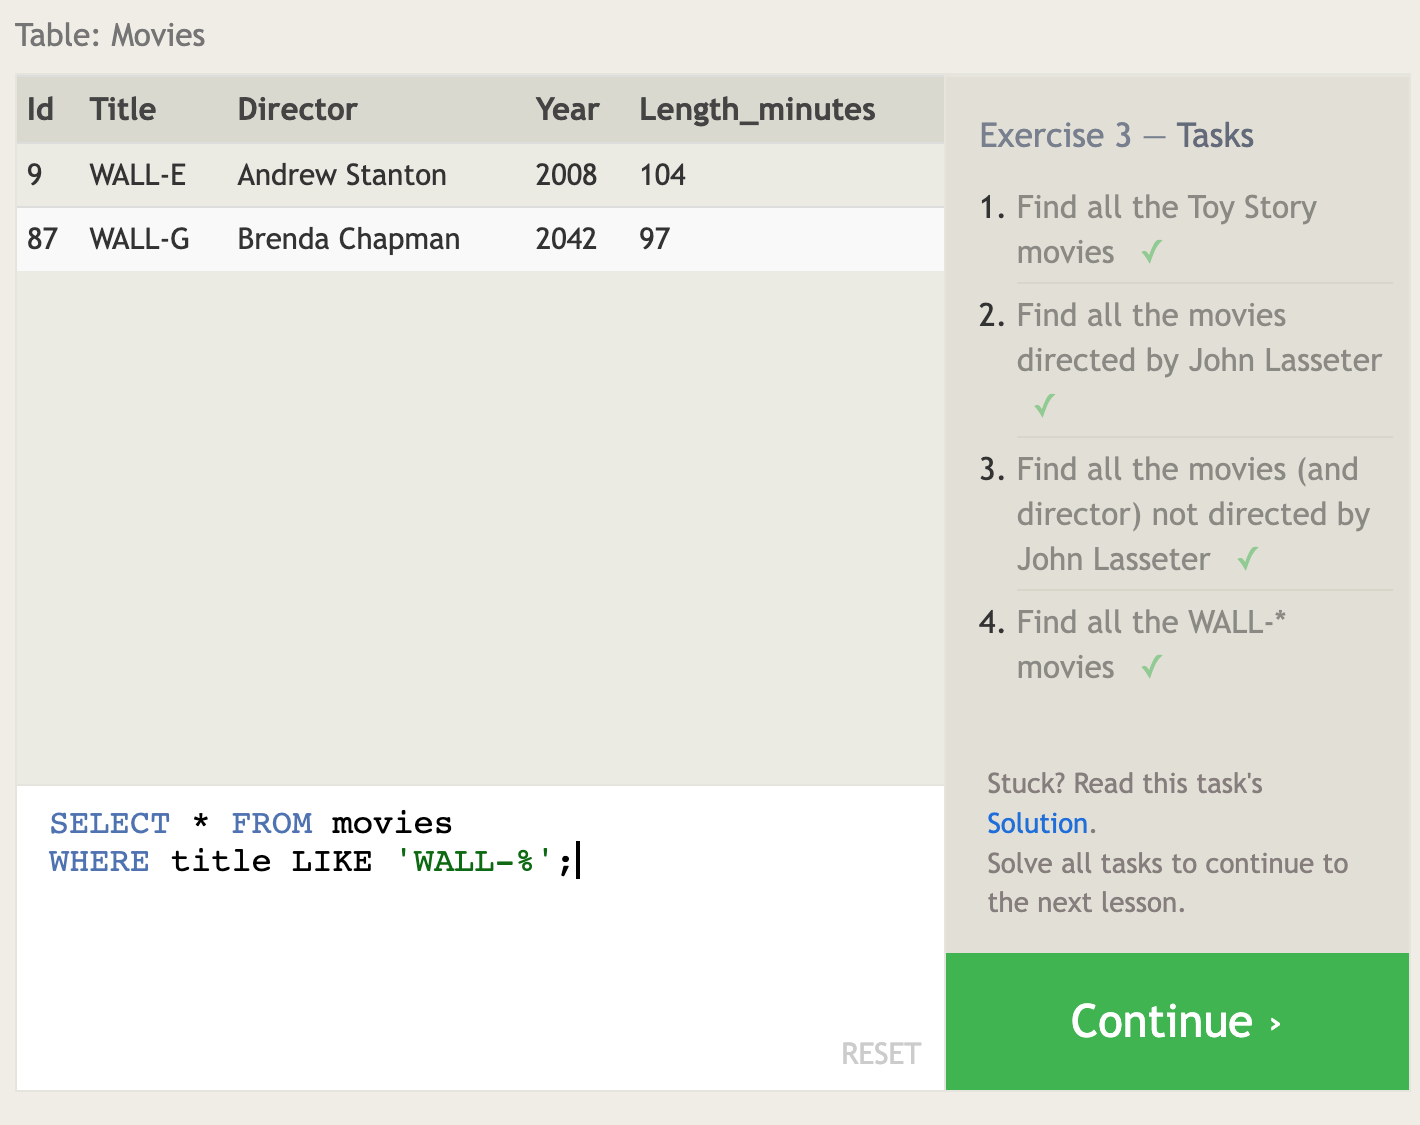 Table: Movies
Id Title Director Year Length_minutes
9 WALL-E Andrew Stanton 2008 104
87 WALL-G Brenda Chapman 2042 97
SELECT * FROM movies
WHERE title LIKE 'WALL-%';
RESET
Exercise 3 — Tasks
1. Find all the Toy Story
movies ✓
2. Find all the movies
directed by John Lasseter
✓
3. Find all the movies (and
director) not directed by
John Lasseter ✓
4. Find all the WALL-*
movies ✓
Stuck? Read this task's
Solution.
Solve all tasks to continue to
the next lesson.
Continue ›